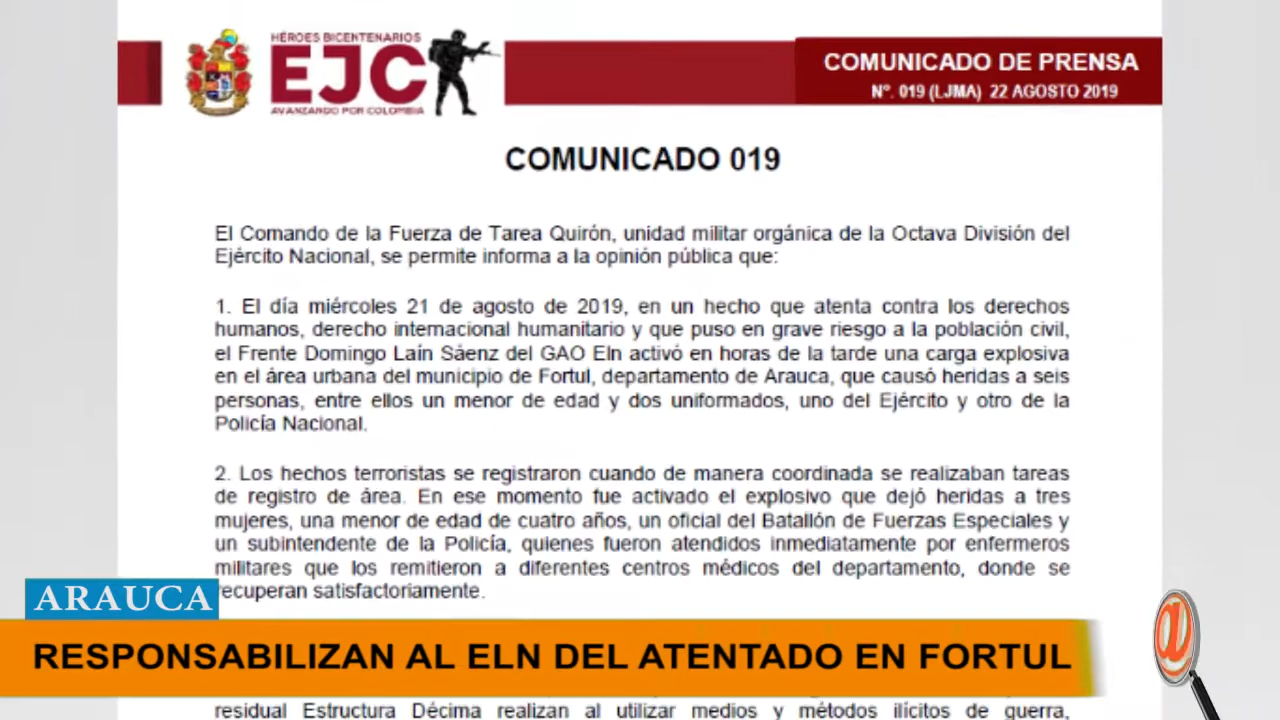 HÉROES BICENTENARIOS
EJC
AVANZANDO POR COLOMBIA
COMUNICADO DE PRENSA
Nº. 019 (LJMA) 22 AGOSTO 2019
COMUNICADO 019
El Comando de la Fuerza de Tarea Quirón, unidad militar orgánica de la Octava División del
Ejército Nacional, se permite informa a la opinión pública que:
1. El día miércoles 21 de agosto de 2019, en un hecho que atenta contra los derechos
humanos, derecho internacional humanitario y que puso en grave riesgo a la población civil,
el Frente Domingo Laín Sáenz del GAO Eln activó en horas de la tarde una carga explosiva
en el área urbana del municipio de Fortul, departamento de Arauca, que causó heridas a seis
personas, entre ellos un menor de edad y dos uniformados, uno del Ejército y otro de la
Policía Nacional.
2. Los hechos terroristas se registraron cuando de manera coordinada se realizaban tareas
de registro de área. En ese momento fue activado el explosivo que dejó heridas a tres
mujeres, una menor de edad de cuatro años, un oficial del Batallón de Fuerzas Especiales y
un subintendente de la Policía, quienes fueron atendidos inmediatamente por enfermeros
militares que los remitieron a diferentes centros médicos del departamento, donde se
recuperan satisfactoriamente.
ARAUCA
RESPONSABILIZAN AL ELN DEL ATENTADO EN FORTUL
@
residual Estructura Décima realizan al utilizar medios y métodos ilícitos de guerra,